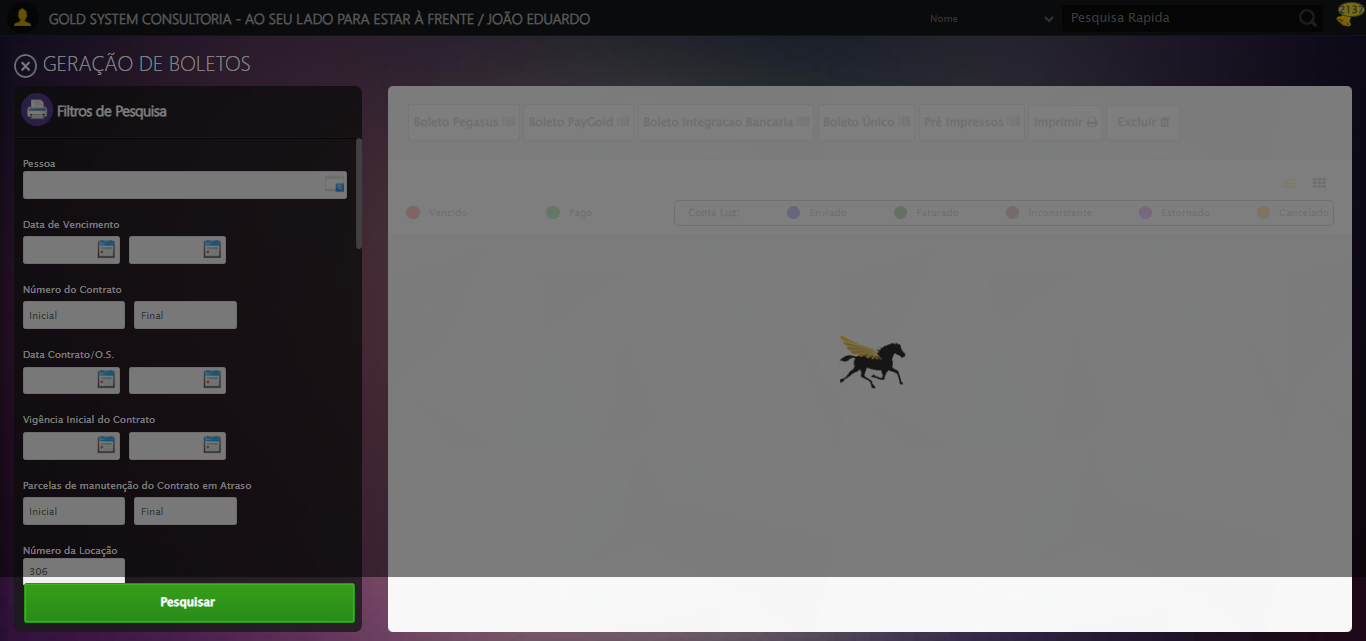 GOLD SYSTEM CONSULTORIA - AO SEU LADO PARA ESTAR À FRENTE / JOÃO EDUARDO
Nome
Pesquisa Rapida
2137
GERAÇÃO DE BOLETOS
Filtros de Pesquisa
Boleto Pegasus Boleto PayGold Boleto Integracao Bancaria Boleto Único Pré Impressos Imprimir Excluir
Pessoa
Vencido Pago Conta Luz: Enviado Faturado Inconsistente Estornado Cancelado
Data de Vencimento
Número do Contrato
Inicial Final
Data Contrato/O.S.
Vigência Inicial do Contrato
Parcelas de manutenção do Contrato em Atraso
Inicial Final
Número da Locação
306
Pesquisar